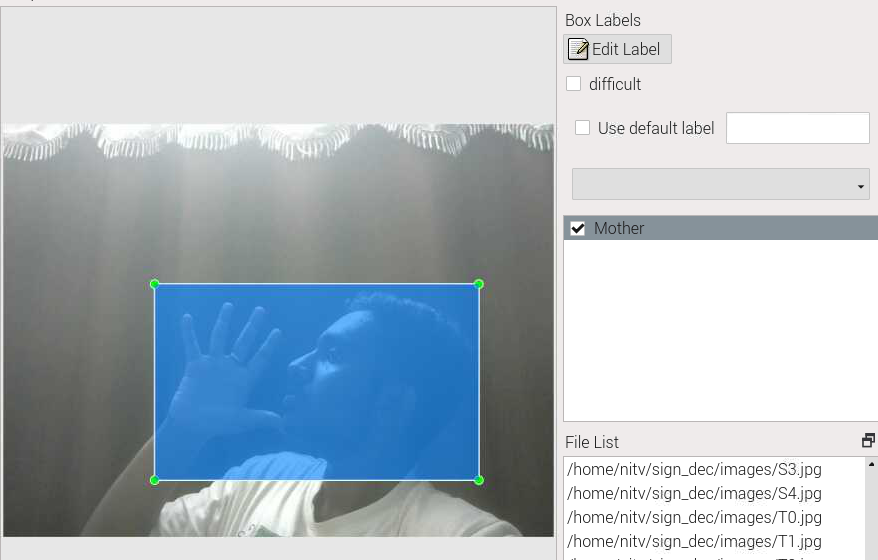 Box Labels
Edit Label
difficult
Use default label
Mother
File List
/home/nitv/sign_dec/images/S3.jpg
/home/nitv/sign_dec/images/S4.jpg
/home/nitv/sign_dec/images/T0.jpg
/home/nitv/sign_dec/images/T1.jpg